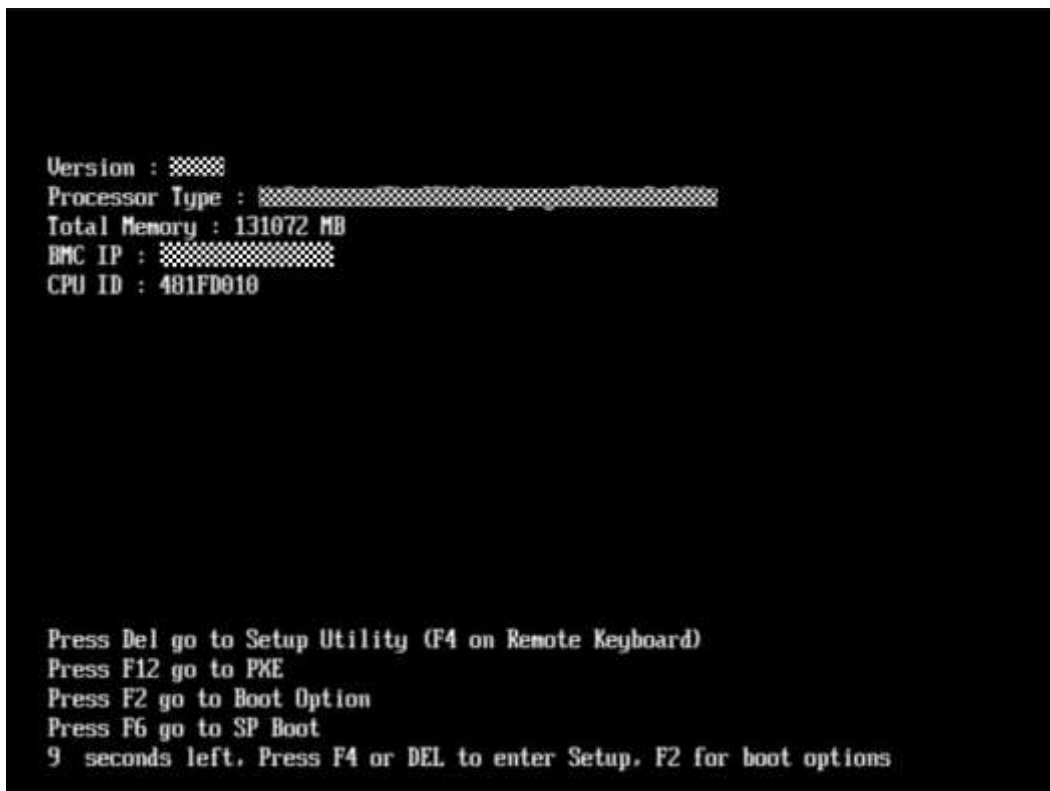 Version :
Processor Type :
Total Memory : 131072 MB
BMC IP :
CPU ID : 481FD010
Press Del go to Setup Utility (F4 on Remote Keyboard)
Press F12 go to PXE
Press F2 go to Boot Option
Press F6 go to SP Boot
9 seconds left, Press F4 or DEL to enter Setup, F2 for boot options